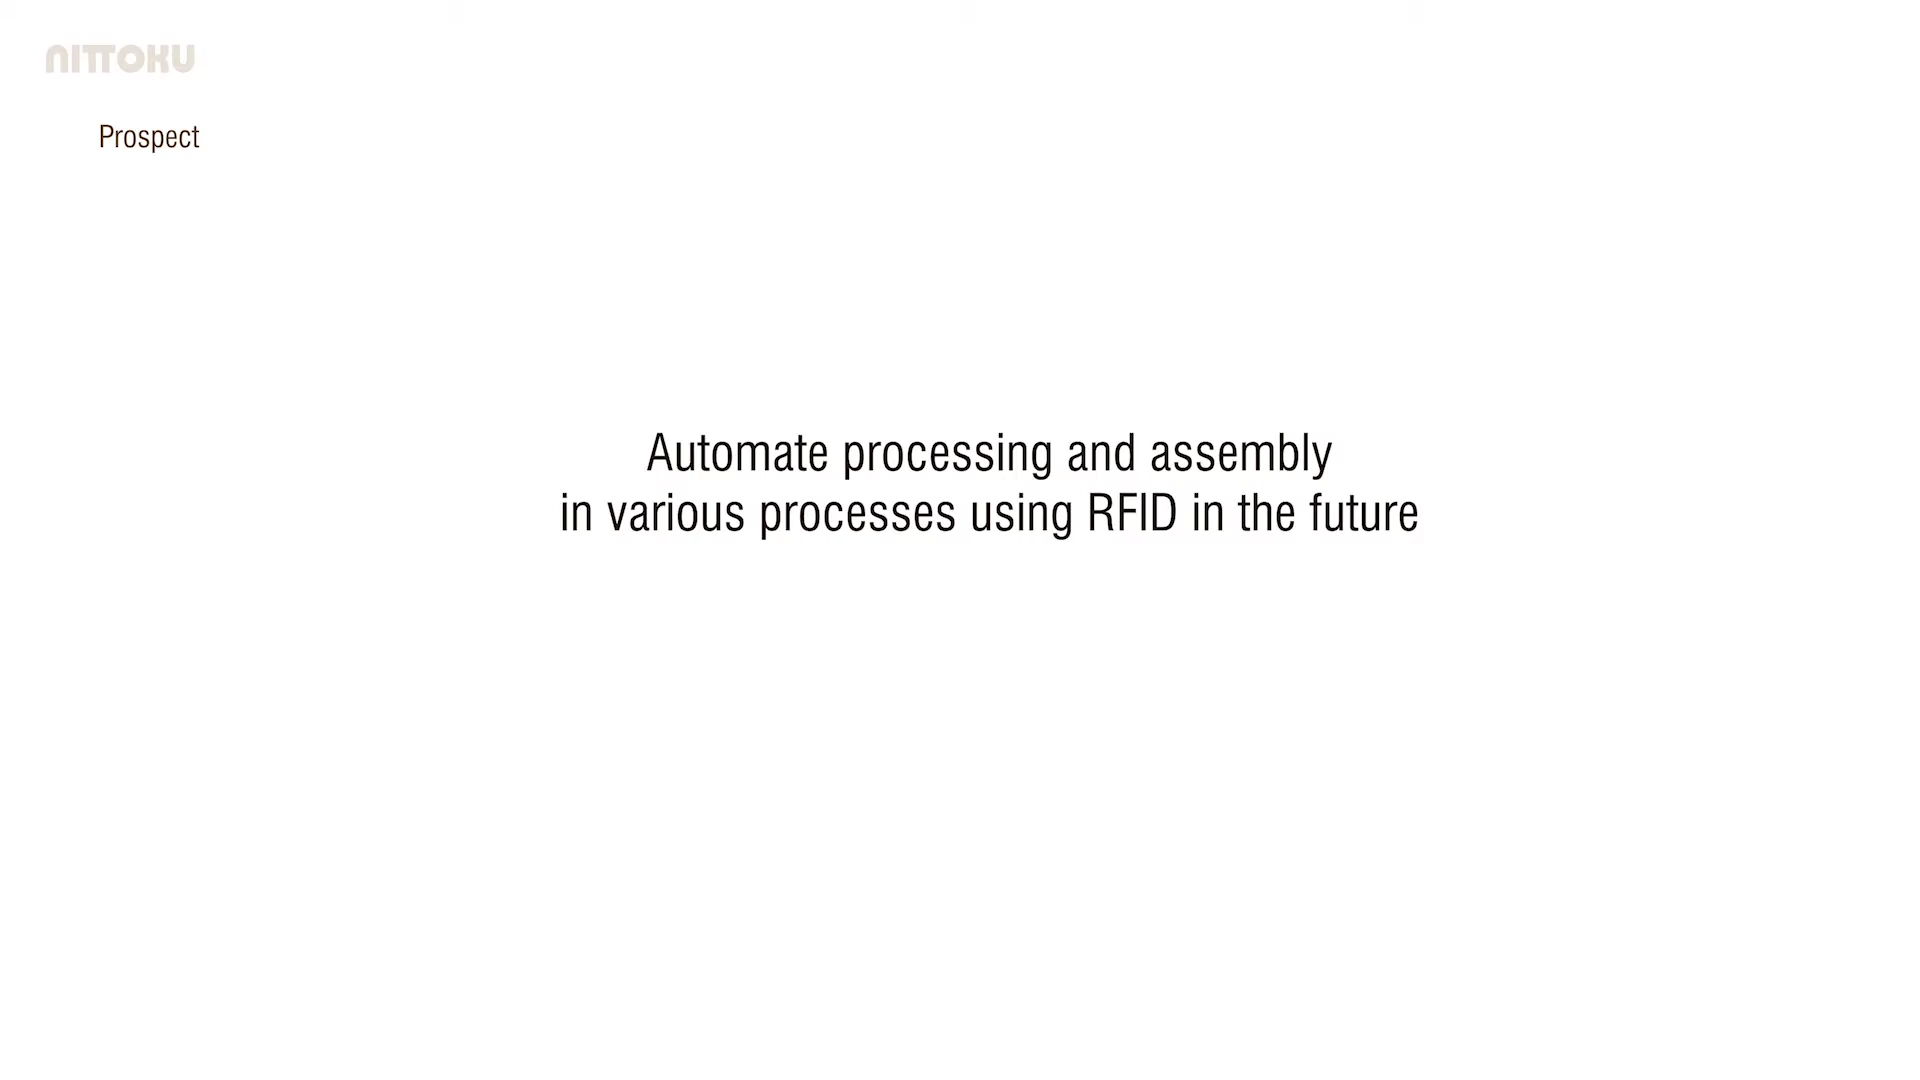 NITTOKU
Prospect
Automate processing and assembly
in various processes using RFID in the future